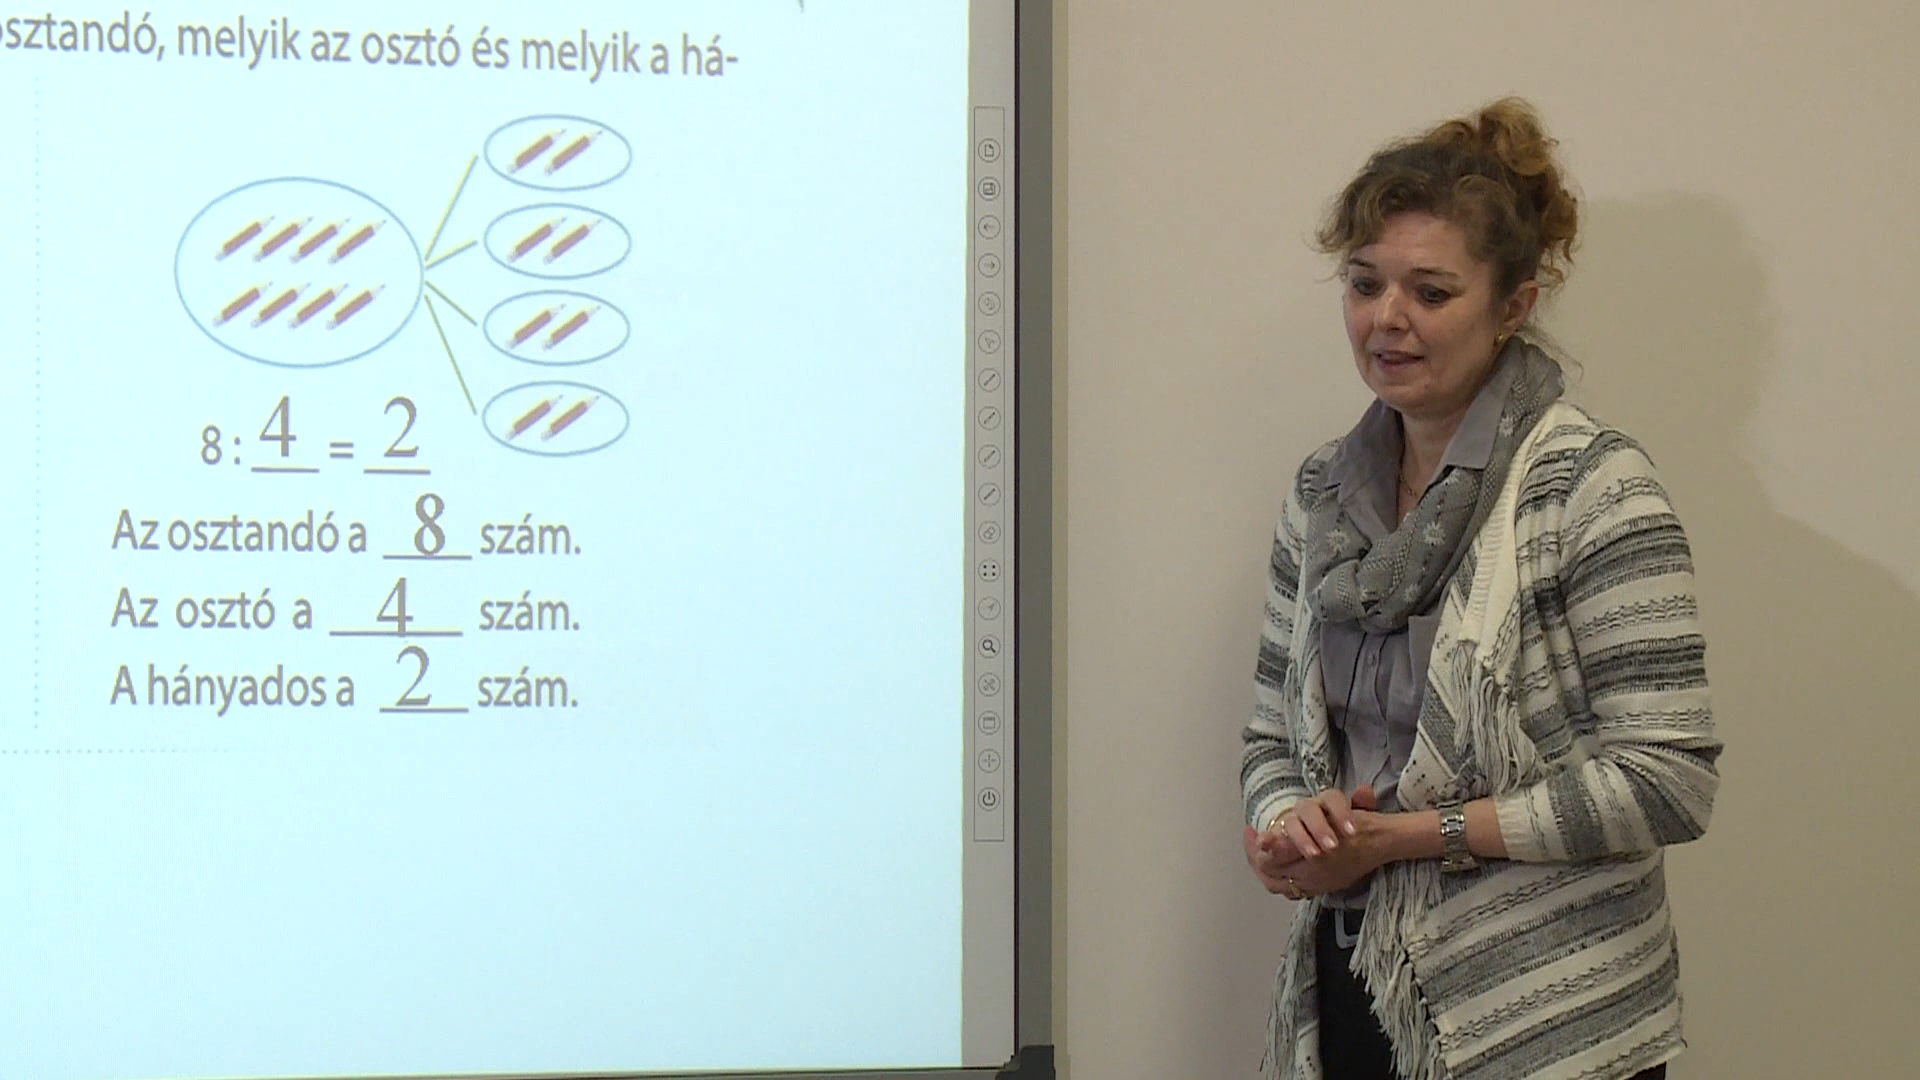 osztandó, melyik az osztó és melyik a há-
8 : 4 = 2
Az osztandó a 8 szám.
Az osztó a 4 szám.
A hányados a 2 szám.